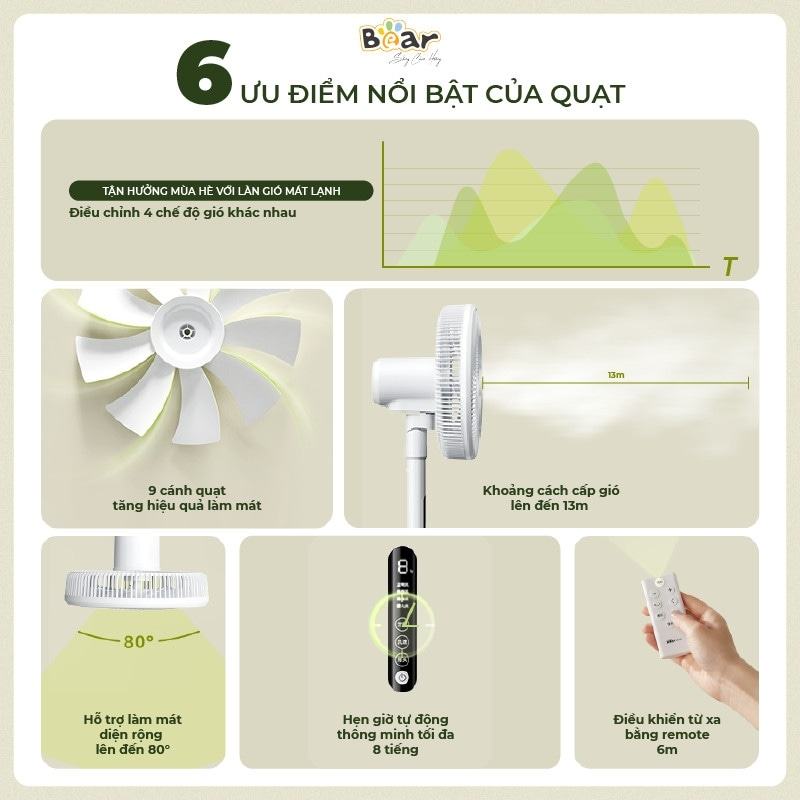 Bear
6 ƯU ĐIỂM NỔI BẬT CỦA QUẠT
TẬN HƯỞNG MÙA HÈ VỚI LÀN GIÓ MÁT LẠNH
Điều chỉnh 4 chế độ gió khác nhau
T
13m
9 cánh quạt
tăng hiệu quả làm mát
Khoảng cách cấp gió
lên đến 13m
80°
8
Hỗ trợ làm mát
diện rộng
lên đến 80°
Hẹn giờ tự động
thông minh tối đa
8 tiếng
Điều khiển từ xa
bằng remote
6m